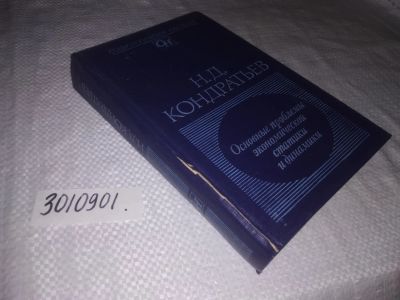 Н.Д.
КОНДРАТЬЕВ
Основные проблемы
экономической
статики
и динамики
3010901.